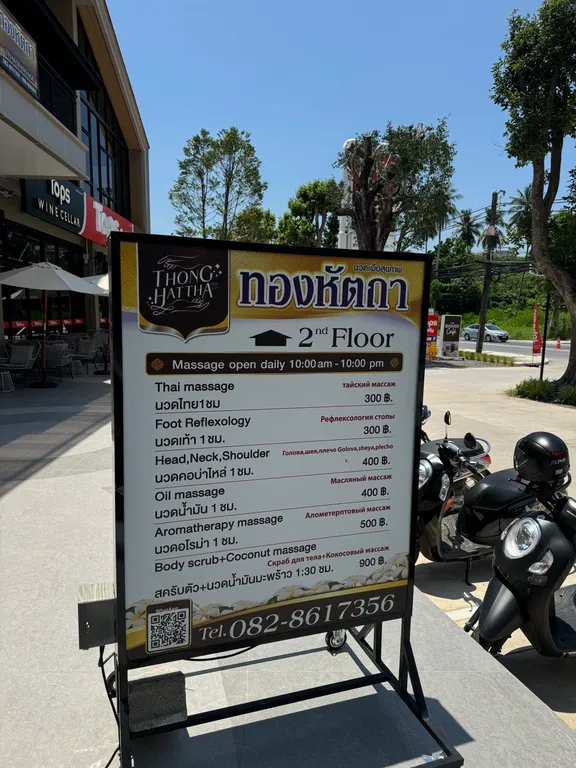 Tops
WINE CELLAR
Tops
THONG
HATTHA
นวดเพื่อสุขภาพ
ทองหัตถา
2nd Floor
Massage open daily 10:00 am - 10:00 pm
Thai massage тайский массаж
นวดไทย1ชม 300 ฿.
Foot Reflexology Рефлексология стопы
นวดเท้า 1 ชม. 300 ฿.
Head,Neck,Shoulder Голова,шея,плечо Golova,sheya,plecho
นวดคอบ่าไหล่ 1 ชม. 400 ฿.
Oil massage Масляный массаж
นวดน้ำมัน 1 ชม. 400 ฿.
Aromatherapy massage Алометерптовый массаж
นวดอโรม่า 1 ชม. 500 ฿.
Body scrub+Coconut massage
Скраб для тела+Кокосовый массаж
สครับตัว+นวดน้ำมันมะพร้าว 1:30 ชม. 900 ฿.
Tel. 082-8617356